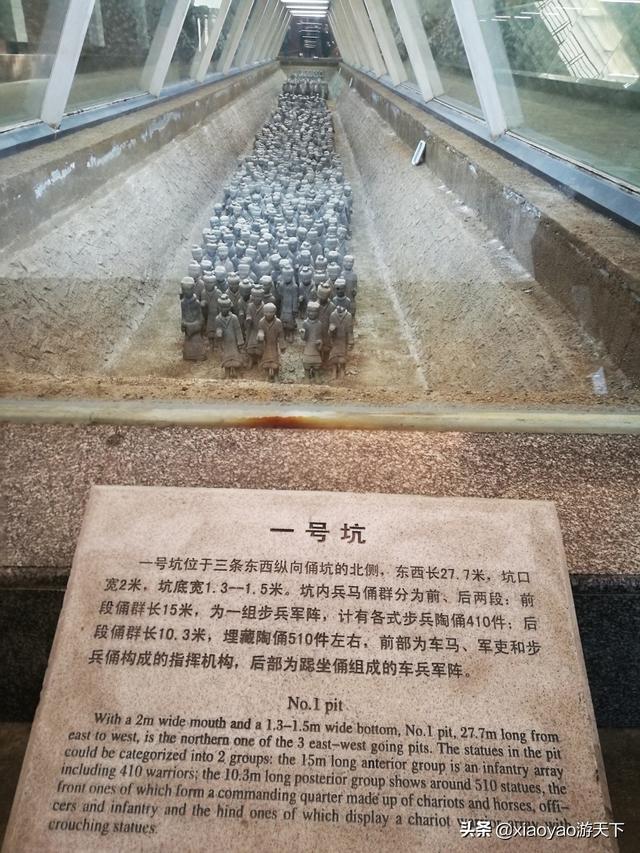 一号坑
一号坑位于三条东西纵向俑坑的北侧，东西长27.7米，坑口
宽2米，坑底宽1.3--1.5米。坑内兵马俑群分为前、后两段：前
段俑群长15米，为一组步兵军阵，计有各式步兵陶俑410件；后
段俑群长10.3米，埋藏陶俑510件左右，前部为车马、军吏和步
兵俑构成的指挥机构，后部为跽坐俑组成的车兵军阵。
No.1 pit
With a 2m wide mouth and a 1.3–1.5m wide bottom, No.1 pit, 27.7m long from
east to west, is the northern one of the 3 east–west going pits. The statues in the pit
could be categorized into 2 groups: the 15m long anterior group is an infantry array
including 410 warriors; the 10.3m long posterior group shows around 510 statues, the
front ones of which form a commanding quarter made up of chariots and horses, offi-
cers and infantry and the hind ones of which display a chariot warrior array with
crouching statues.
头条 @xiaoyao游天下